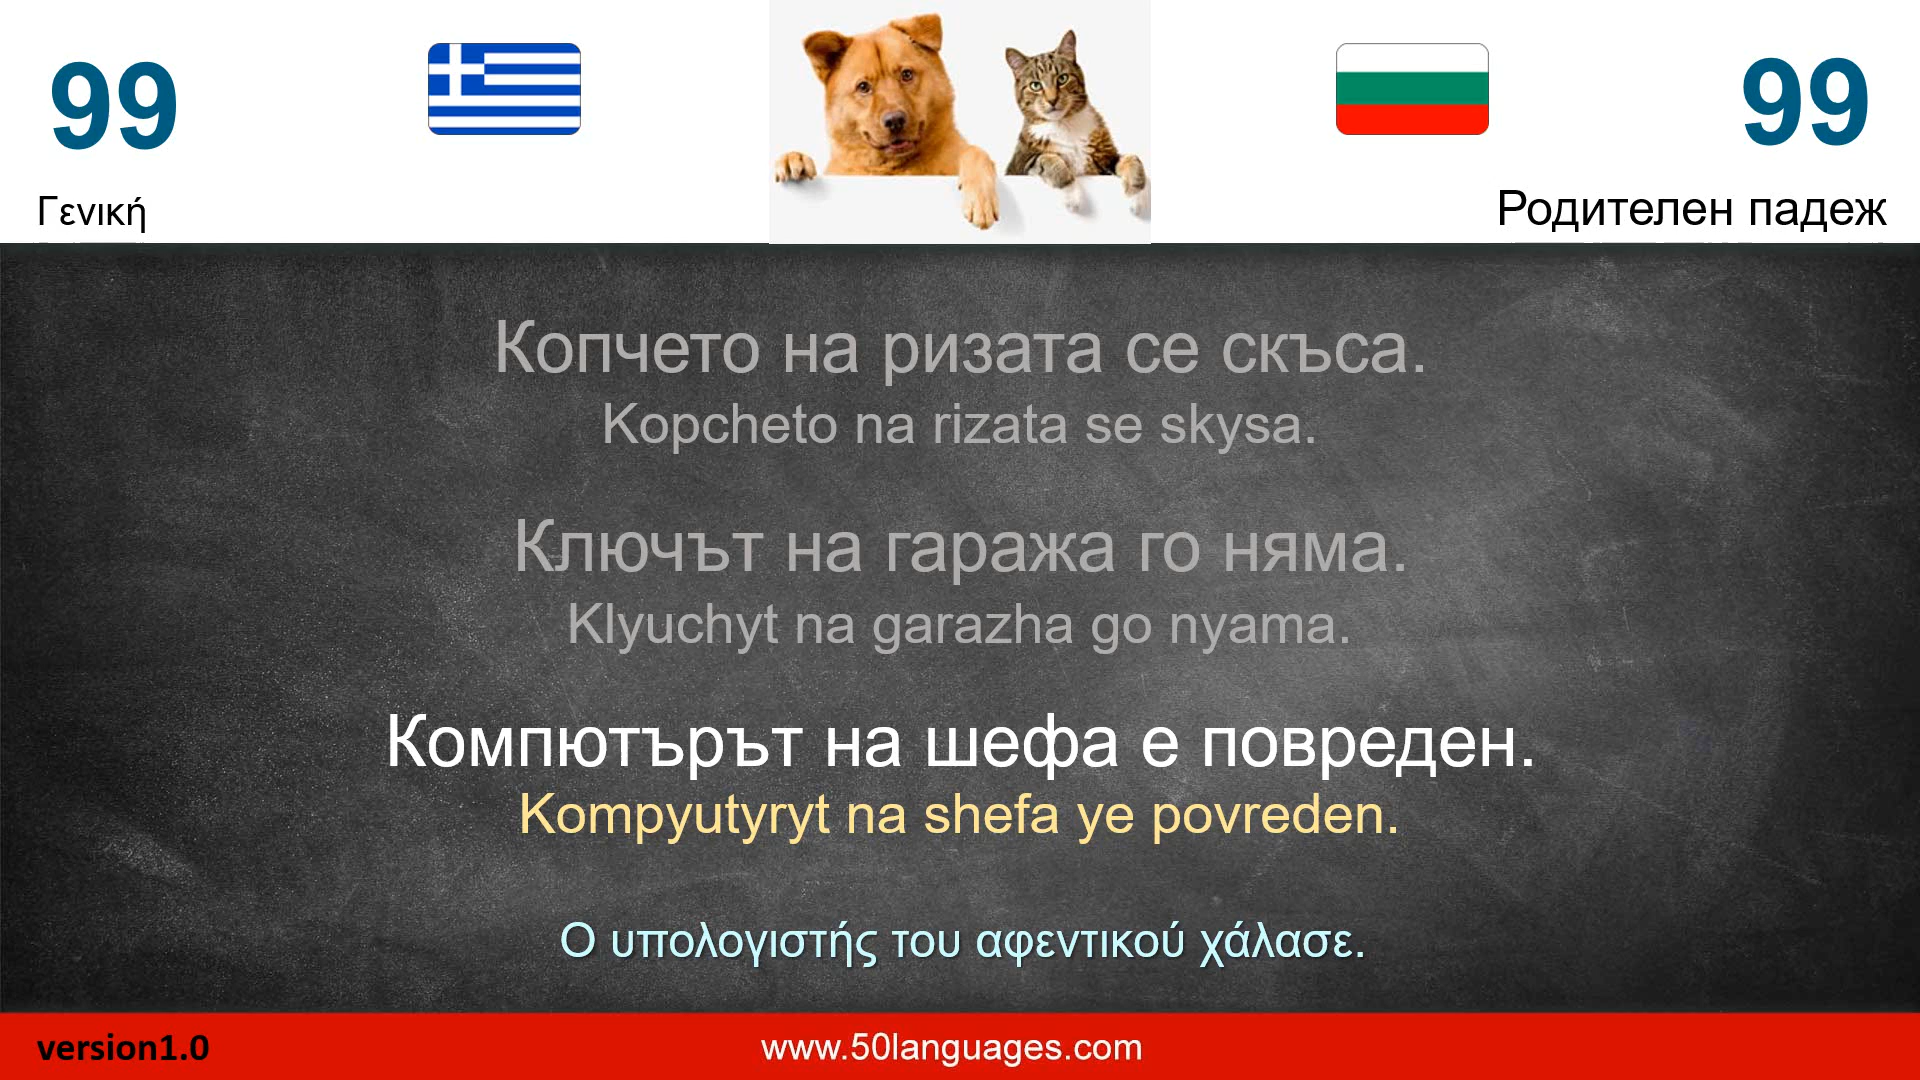 99
99
Γενική
Родителен падеж
Копчето на ризата се скъса.
Kopcheto na rizata se skysa.
Ключът на гаража го няма.
Klyuchyt na garazha go nyama.
Компютърът на шефа е повреден.
Kompyutyryt na shefa ye povreden.
Ο υπολογιστής του αφεντικού χάλασε.
version1.0
www.50languages.com